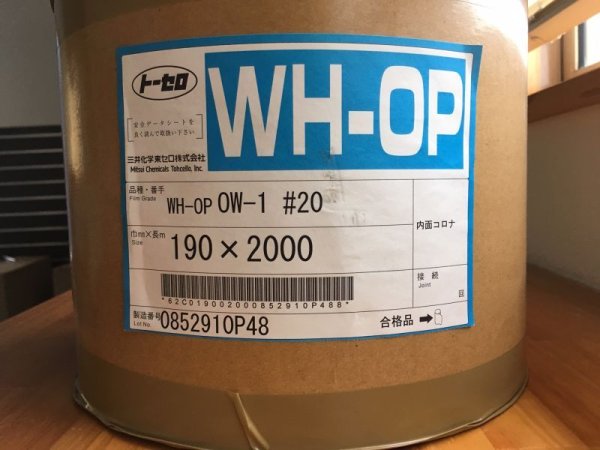 トーセロ
WH-OP
安全データシートを
良く読んで取扱い下さい
三井化学東セロ株式会社
Mitsui Chemicals Tohcello, Inc.
品種・番手
Film Grade
WH-OP OW-1 #20
内面コロナ
巾㎜×長m
Size
190×2000
*62C01900200085291OP488*
接続
Joint
回
製造番号
Lot No.
0852910P48
合格品